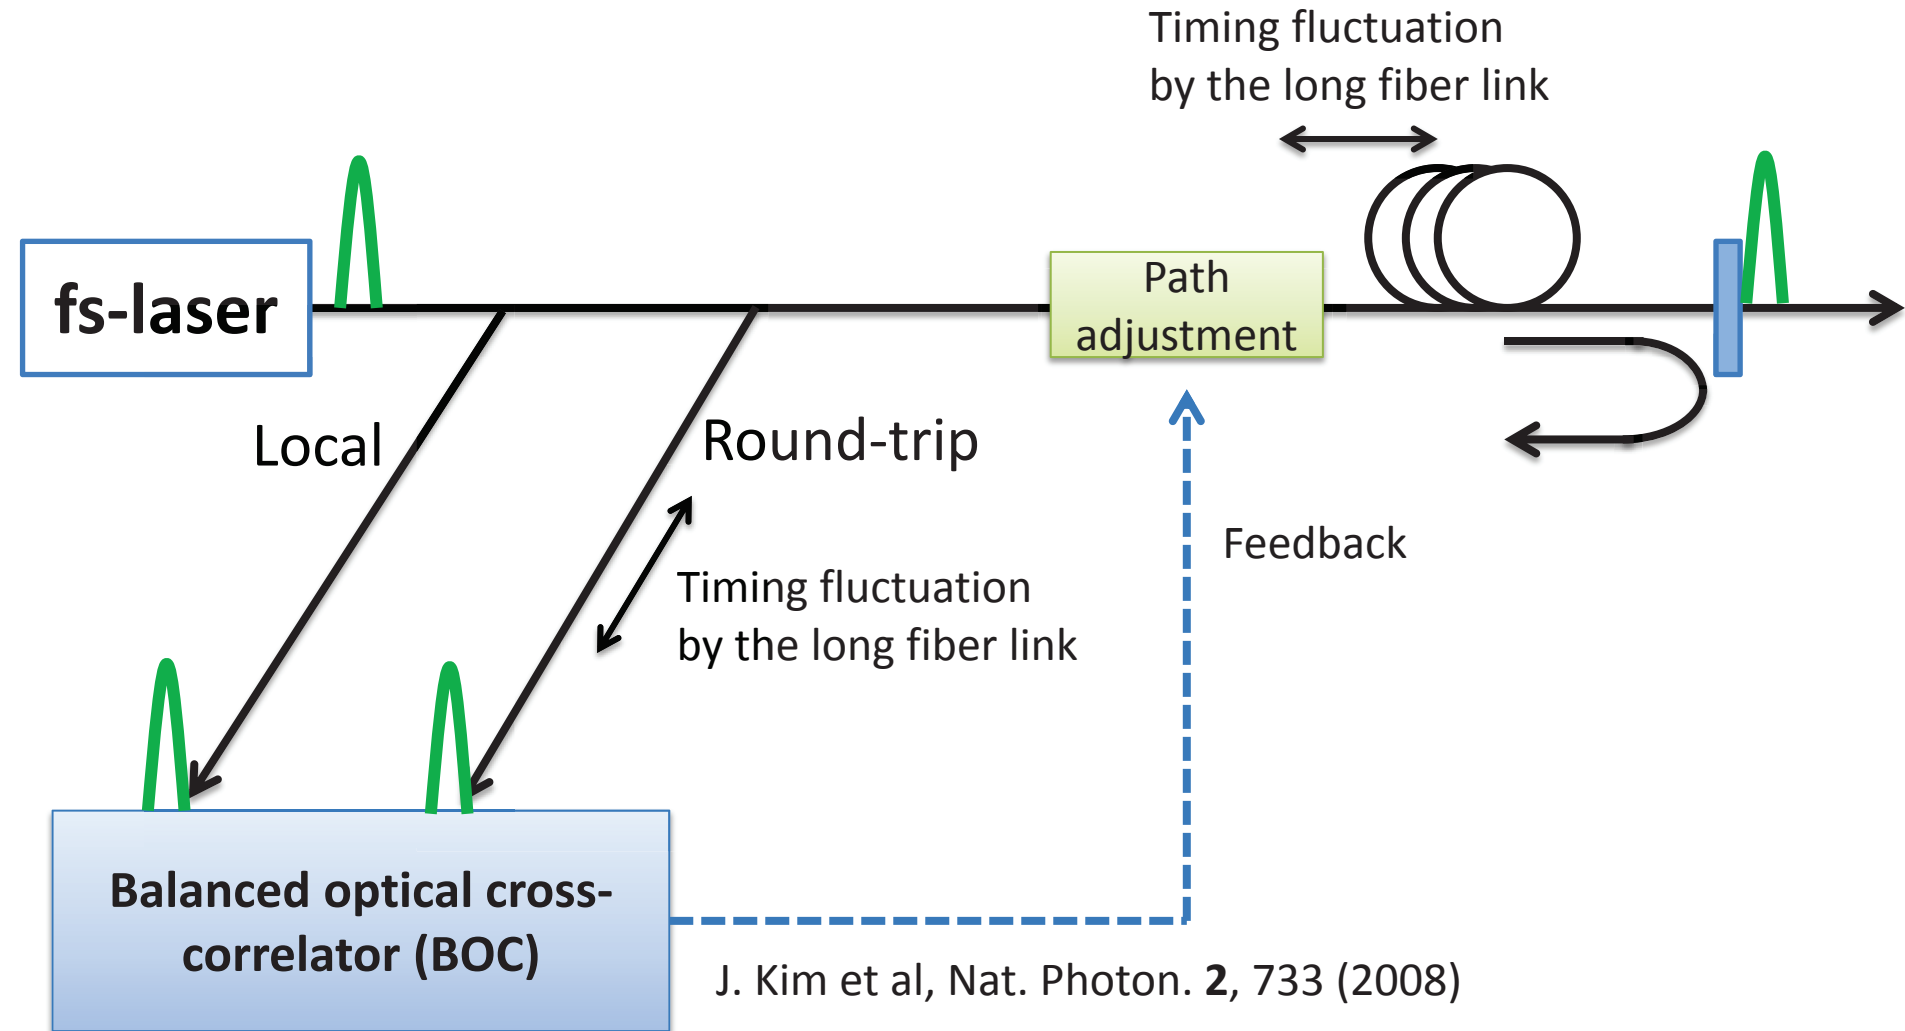 Timing fluctuation
by the long fiber link
fs-laser
Path
adjustment
Local
Round-trip
Timing fluctuation
by the long fiber link
Feedback
Balanced optical cross-
correlator (BOC)
J. Kim et al, Nat. Photon. 2, 733 (2008)